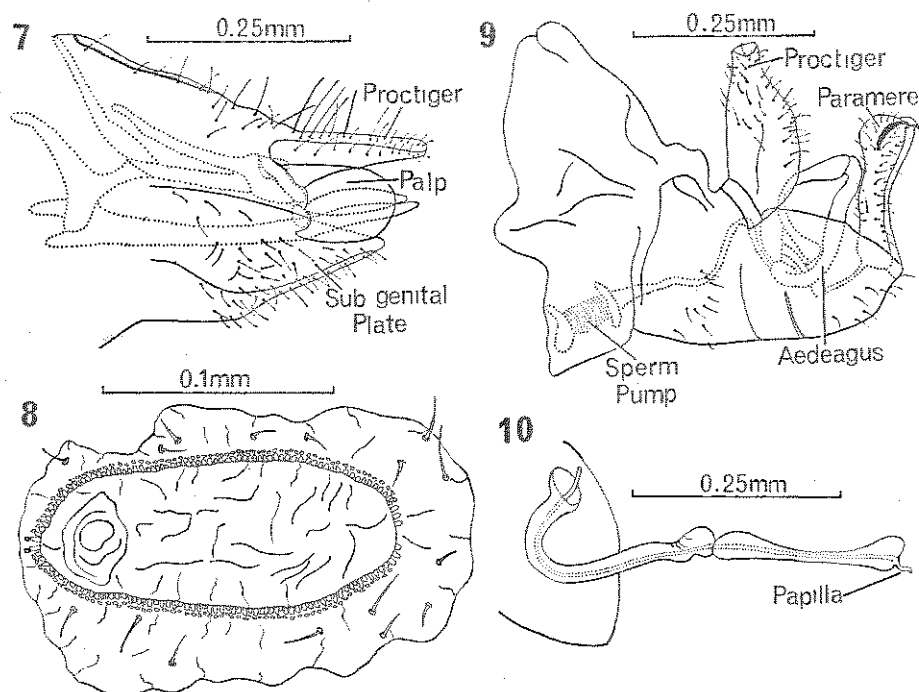 7
0.25mm
Proctiger
Palp
Sub genital
Plate
9
0.25mm
Proctiger
Paramere
Sperm
Pump
Aedeagus
8
0.1mm
10
0.25mm
Papilla